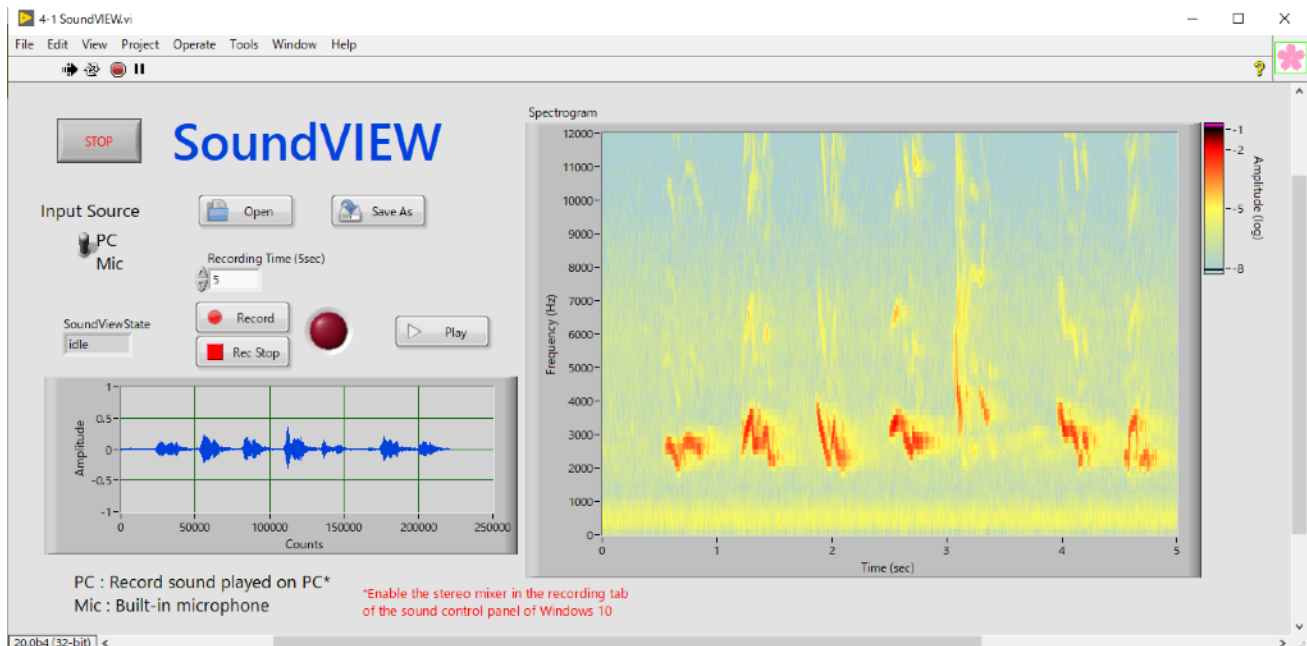 4-1 SoundVIEW.vi
File Edit View Project Operate Tools Window Help
STOP
SoundVIEW
Input Source
PC
Mic
Open
Save As
Recording Time (5sec)
5
SoundViewState
idle
Record
Rec Stop
Play
Amplitude
1
0.5
0
-0.5
-1
0 50000 100000 150000 200000 250000
Counts
PC : Record sound played on PC*
Mic : Built-in microphone
*Enable the stereo mixer in the recording tab
of the sound control panel of Windows 10
Spectrogram
Frequency (Hz)
12000
11000
10000
9000
8000
7000
6000
5000
4000
3000
2000
1000
0
0 1 2 3 4 5
Time (sec)
-1
-2
-5
-8
Amplitude (log)
20.0b4 (32-bit)